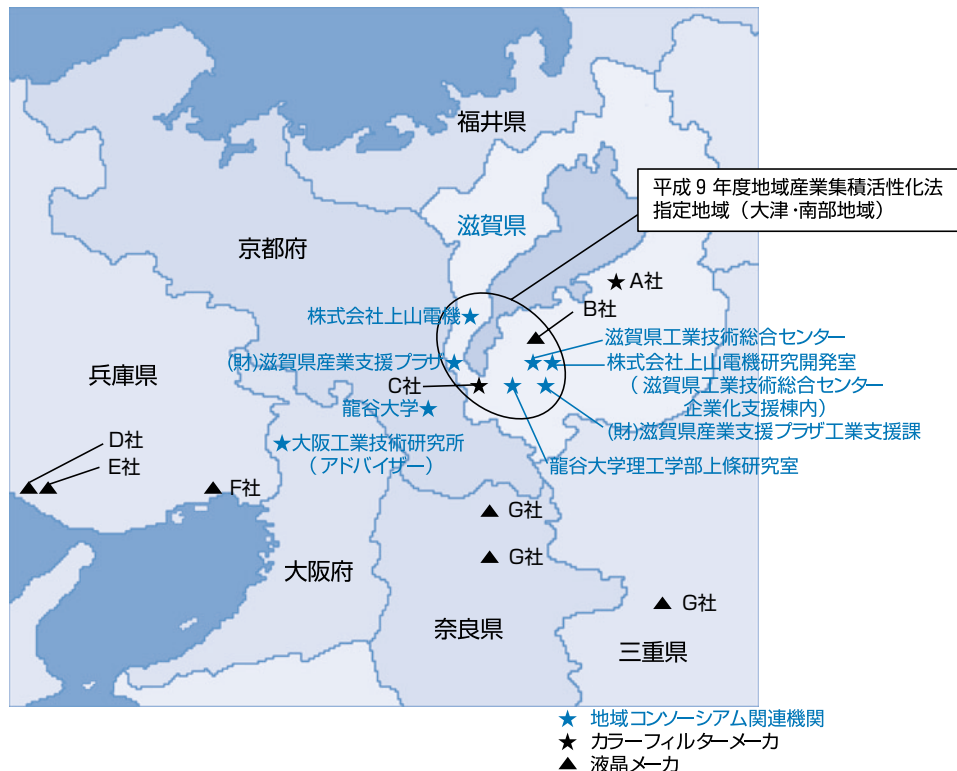 福井県
平成9年度地域産業集積活性化法
指定地域（大津・南部地域）
滋賀県
京都府
A社
B社
株式会社上山電機
滋賀県工業技術総合センター
(財)滋賀県産業支援プラザ
株式会社上山電機研究開発室
（滋賀県工業技術総合センター
企業化支援棟内）
兵庫県
C社
龍谷大学
(財)滋賀県産業支援プラザ工業支援課
大阪工業技術研究所
（アドバイザー）
龍谷大学理工学部上條研究室
D社
E社
F社
G社
G社
大阪府
G社
奈良県
三重県
地域コンソーシアム関連機関
カラーフィルターメーカ
液晶メーカ